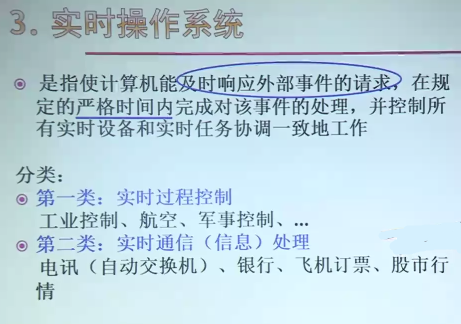 3. 实时操作系统
是指使计算机能及时响应外部事件的请求，在规
定的严格时间内完成对该事件的处理，并控制所
有实时设备和实时任务协调一致地工作
分类：
第一类：实时过程控制
工业控制、航空、军事控制、...
第二类：实时通信（信息）处理
电讯（自动交换机）、银行、飞机订票、股市行
情